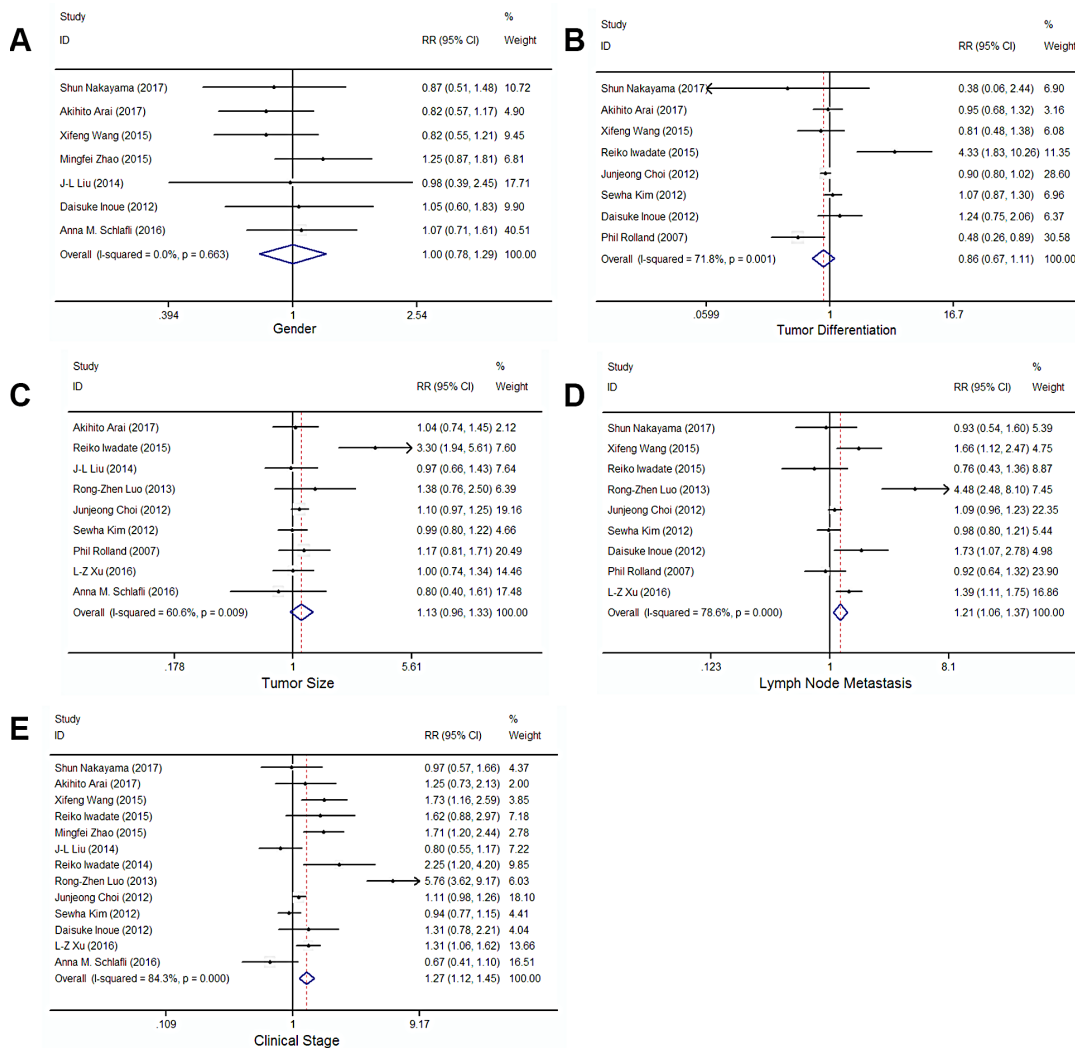 A
Study %
ID RR (95% CI) Weight
Shun Nakayama (2017) 0.87 (0.51, 1.48) 10.72
Akihito Arai (2017) 0.82 (0.57, 1.17) 4.90
Xifeng Wang (2015) 0.82 (0.55, 1.21) 9.45
Mingfei Zhao (2015) 1.25 (0.87, 1.81) 6.81
J-L Liu (2014) 0.98 (0.39, 2.45) 17.71
Daisuke Inoue (2012) 1.05 (0.60, 1.83) 9.90
Anna M. Schlafli (2016) 1.07 (0.71, 1.61) 40.51
Overall (I-squared = 0.0%, p = 0.663) 1.00 (0.78, 1.29) 100.00
.394 1 2.54
Gender
B
Study %
ID RR (95% CI) Weight
Shun Nakayama (2017) 0.38 (0.06, 2.44) 6.90
Akihito Arai (2017) 0.95 (0.68, 1.32) 3.16
Xifeng Wang (2015) 0.81 (0.48, 1.38) 6.08
Reiko Iwadate (2015) 4.33 (1.83, 10.26) 11.35
Junjeong Choi (2012) 0.90 (0.80, 1.02) 28.60
Sewha Kim (2012) 1.07 (0.87, 1.30) 6.96
Daisuke Inoue (2012) 1.24 (0.75, 2.06) 6.37
Phil Rolland (2007) 0.48 (0.26, 0.89) 30.58
Overall (I-squared = 71.8%, p = 0.001) 0.86 (0.67, 1.11) 100.00
.0599 1 16.7
Tumor Differentiation
C
Study %
ID RR (95% CI) Weight
Akihito Arai (2017) 1.04 (0.74, 1.45) 2.12
Reiko Iwadate (2015) 3.30 (1.94, 5.61) 7.60
J-L Liu (2014) 0.97 (0.66, 1.43) 7.64
Rong-Zhen Luo (2013) 1.38 (0.76, 2.50) 6.39
Junjeong Choi (2012) 1.10 (0.97, 1.25) 19.16
Sewha Kim (2012) 0.99 (0.80, 1.22) 4.66
Phil Rolland (2007) 1.17 (0.81, 1.71) 20.49
L-Z Xu (2016) 1.00 (0.74, 1.34) 14.46
Anna M. Schlafli (2016) 0.80 (0.40, 1.61) 17.48
Overall (I-squared = 60.6%, p = 0.009) 1.13 (0.96, 1.33) 100.00
.178 1 5.61
Tumor Size
D
Study %
ID RR (95% CI) Weight
Shun Nakayama (2017) 0.93 (0.54, 1.60) 5.39
Xifeng Wang (2015) 1.66 (1.12, 2.47) 4.75
Reiko Iwadate (2015) 0.76 (0.43, 1.36) 8.87
Rong-Zhen Luo (2013) 4.48 (2.48, 8.10) 7.45
Junjeong Choi (2012) 1.09 (0.96, 1.23) 22.35
Sewha Kim (2012) 0.98 (0.80, 1.21) 5.44
Daisuke Inoue (2012) 1.73 (1.07, 2.78) 4.98
Phil Rolland (2007) 0.92 (0.64, 1.32) 23.90
L-Z Xu (2016) 1.39 (1.11, 1.75) 16.86
Overall (I-squared = 78.6%, p = 0.000) 1.21 (1.06, 1.37) 100.00
.123 1 8.1
Lymph Node Metastasis
E
Study %
ID RR (95% CI) Weight
Shun Nakayama (2017) 0.97 (0.57, 1.66) 4.37
Akihito Arai (2017) 1.25 (0.73, 2.13) 2.00
Xifeng Wang (2015) 1.73 (1.16, 2.59) 3.85
Reiko Iwadate (2015) 1.62 (0.88, 2.97) 7.18
Mingfei Zhao (2015) 1.71 (1.20, 2.44) 2.78
J-L Liu (2014) 0.80 (0.55, 1.17) 7.22
Reiko Iwadate (2014) 2.25 (1.20, 4.20) 9.85
Rong-Zhen Luo (2013) 5.76 (3.62, 9.17) 6.03
Junjeong Choi (2012) 1.11 (0.98, 1.26) 18.10
Sewha Kim (2012) 0.94 (0.77, 1.15) 4.41
Daisuke Inoue (2012) 1.31 (0.78, 2.21) 4.04
L-Z Xu (2016) 1.31 (1.06, 1.62) 13.66
Anna M. Schlafli (2016) 0.67 (0.41, 1.10) 16.51
Overall (I-squared = 84.3%, p = 0.000) 1.27 (1.12, 1.45) 100.00
.109 1 9.17
Clinical Stage